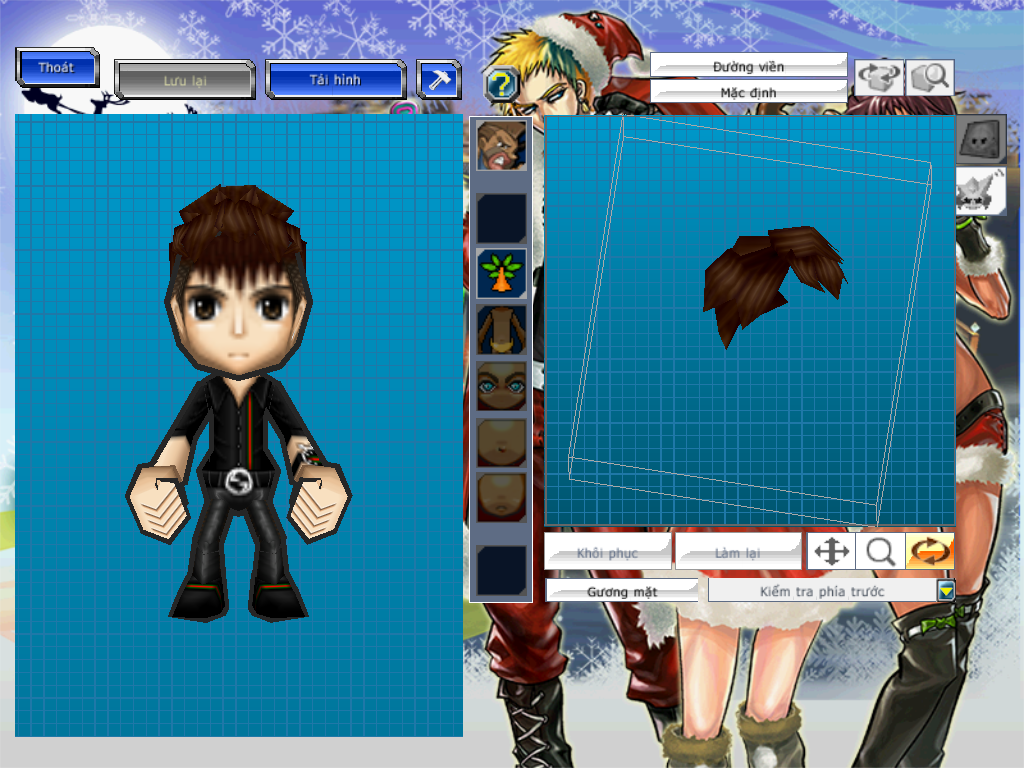 Thoát
Lưu lại
Tải hình
Đường viền
Mặc định
Khôi phục
Làm lại
Gương mặt
Kiểm tra phía trước